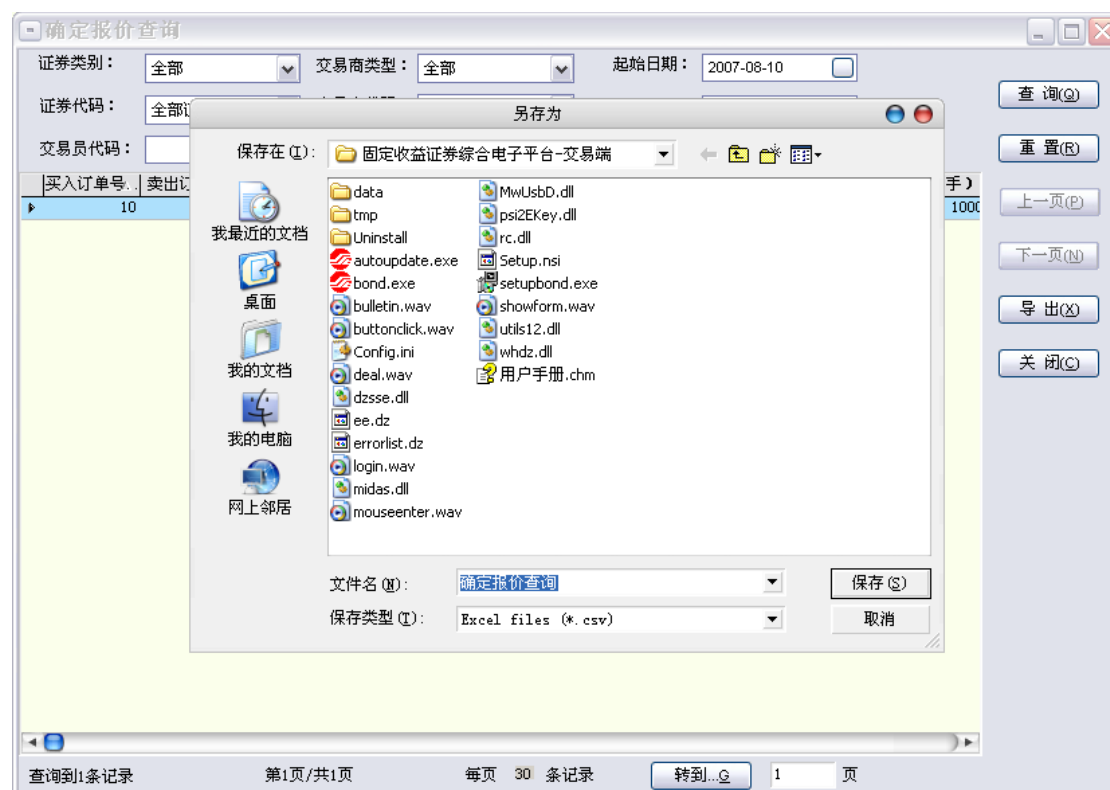 确定报价查询
证券类别： 全部 交易商类型： 全部 起始日期： 2007-08-10
证券代码： 全部
查 询(Q)
另存为
交易员代码：
保存在(I): 固定收益证券综合电子平台-交易端
重 置(R)
买入订单号.. 卖出订 手)
10 1000
上一页(P)
下一页(N)
导 出(X)
关 闭(C)
我最近的文档
桌面
我的文档
我的电脑
网上邻居
data
tmp
Uninstall
autoupdate.exe
bond.exe
bulletin.wav
buttonclick.wav
Config.ini
deal.wav
dzsse.dll
ee.dz
errorlist.dz
login.wav
midas.dll
mouseenter.wav
MwUsbD.dll
psi2EKey.dll
rc.dll
Setup.nsi
setupbond.exe
showform.wav
utils12.dll
whdz.dll
用户手册.chm
文件名(N): 确定报价查询 保存(S)
保存类型(T): Excel files (*.csv) 取消
查询到1条记录 第1页/共1页 每页 30 条记录 转到...G 1 页